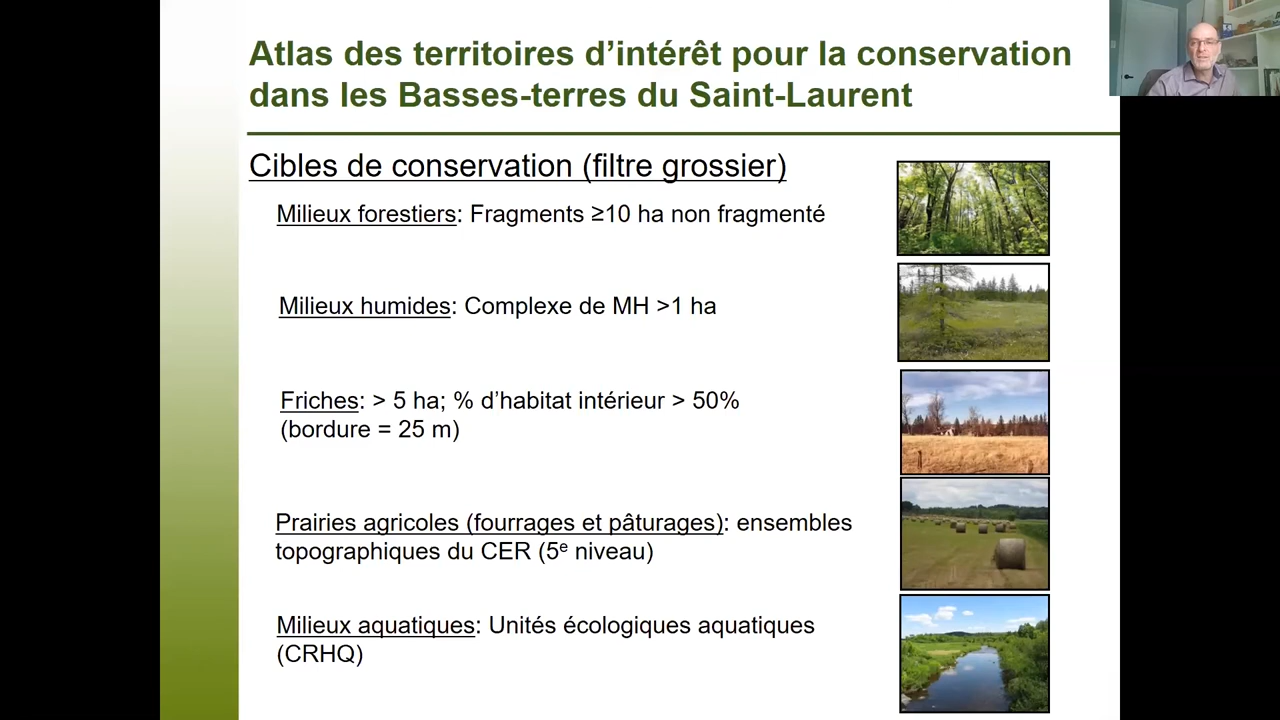 Atlas des territoires d’intérêt pour la conservation
dans les Basses-terres du Saint-Laurent
Cibles de conservation (filtre grossier)
Milieux forestiers: Fragments ≥10 ha non fragmenté
Milieux humides: Complexe de MH >1 ha
Friches: > 5 ha; % d’habitat intérieur > 50%
(bordure = 25 m)
Prairies agricoles (fourrages et pâturages): ensembles
topographiques du CER (5e niveau)
Milieux aquatiques: Unités écologiques aquatiques
(CRHQ)